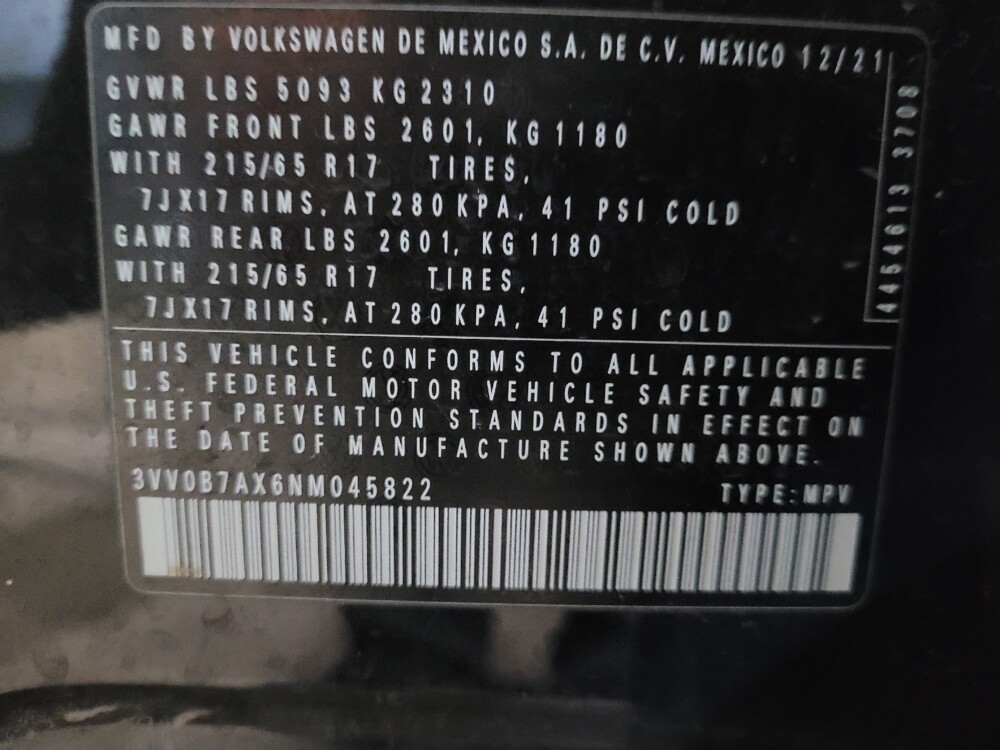 MFD BY VOLKSWAGEN DE MEXICO S.A. DE C.V. MEXICO 12/21
GVWR LBS 5093 KG 2310
GAWR FRONT LBS 2601, KG 1180
WITH 215/65 R17 TIRES,
7JX17 RIMS, AT 280 KPA, 41 PSI COLD
GAWR REAR LBS 2601, KG 1180
WITH 215/65 R17 TIRES,
7JX17 RIMS, AT 280 KPA, 41 PSI COLD
4454613 3708
THIS VEHICLE CONFORMS TO ALL APPLICABLE
U.S. FEDERAL MOTOR VEHICLE SAFETY AND
THEFT PREVENTION STANDARDS IN EFFECT ON
THE DATE OF MANUFACTURE SHOWN ABOVE.
3VV0B7AX6NM045822 TYPE:MPV